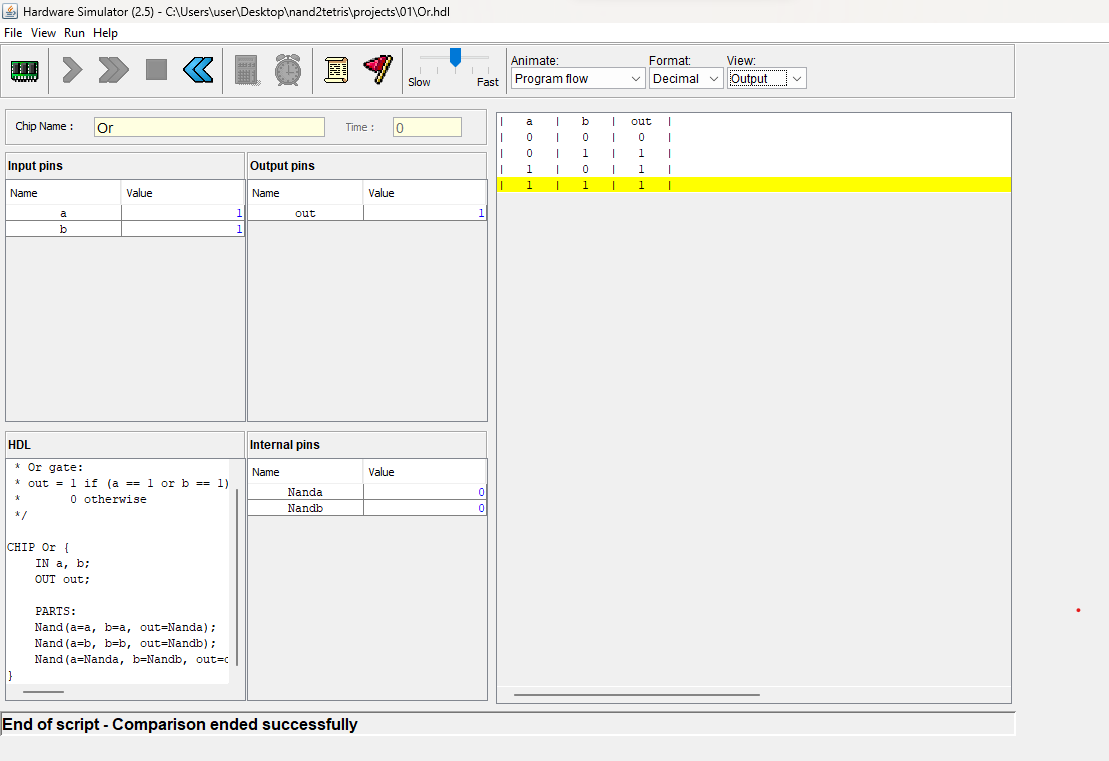 Hardware Simulator (2.5) - C:\Users\user\Desktop\nand2tetris\projects\01\Or.hdl
File View Run Help
Slow Fast
Animate: Format: View:
Program flow Decimal Output
Chip Name : Or Time : 0
Input pins
Name Value
a 1
b 1
Output pins
Name Value
out 1
HDL
* Or gate:
* out = 1 if (a == 1 or b == 1)
* 0 otherwise
*/
CHIP Or {
IN a, b;
OUT out;
PARTS:
Nand(a=a, b=a, out=Nanda);
Nand(a=b, b=b, out=Nandb);
Nand(a=Nanda, b=Nandb, out=
}
Internal pins
Name Value
Nanda 0
Nandb 0
| a | b | out |
| 0 | 0 | 0 |
| 0 | 1 | 1 |
| 1 | 0 | 1 |
| 1 | 1 | 1 |
End of script - Comparison ended successfully